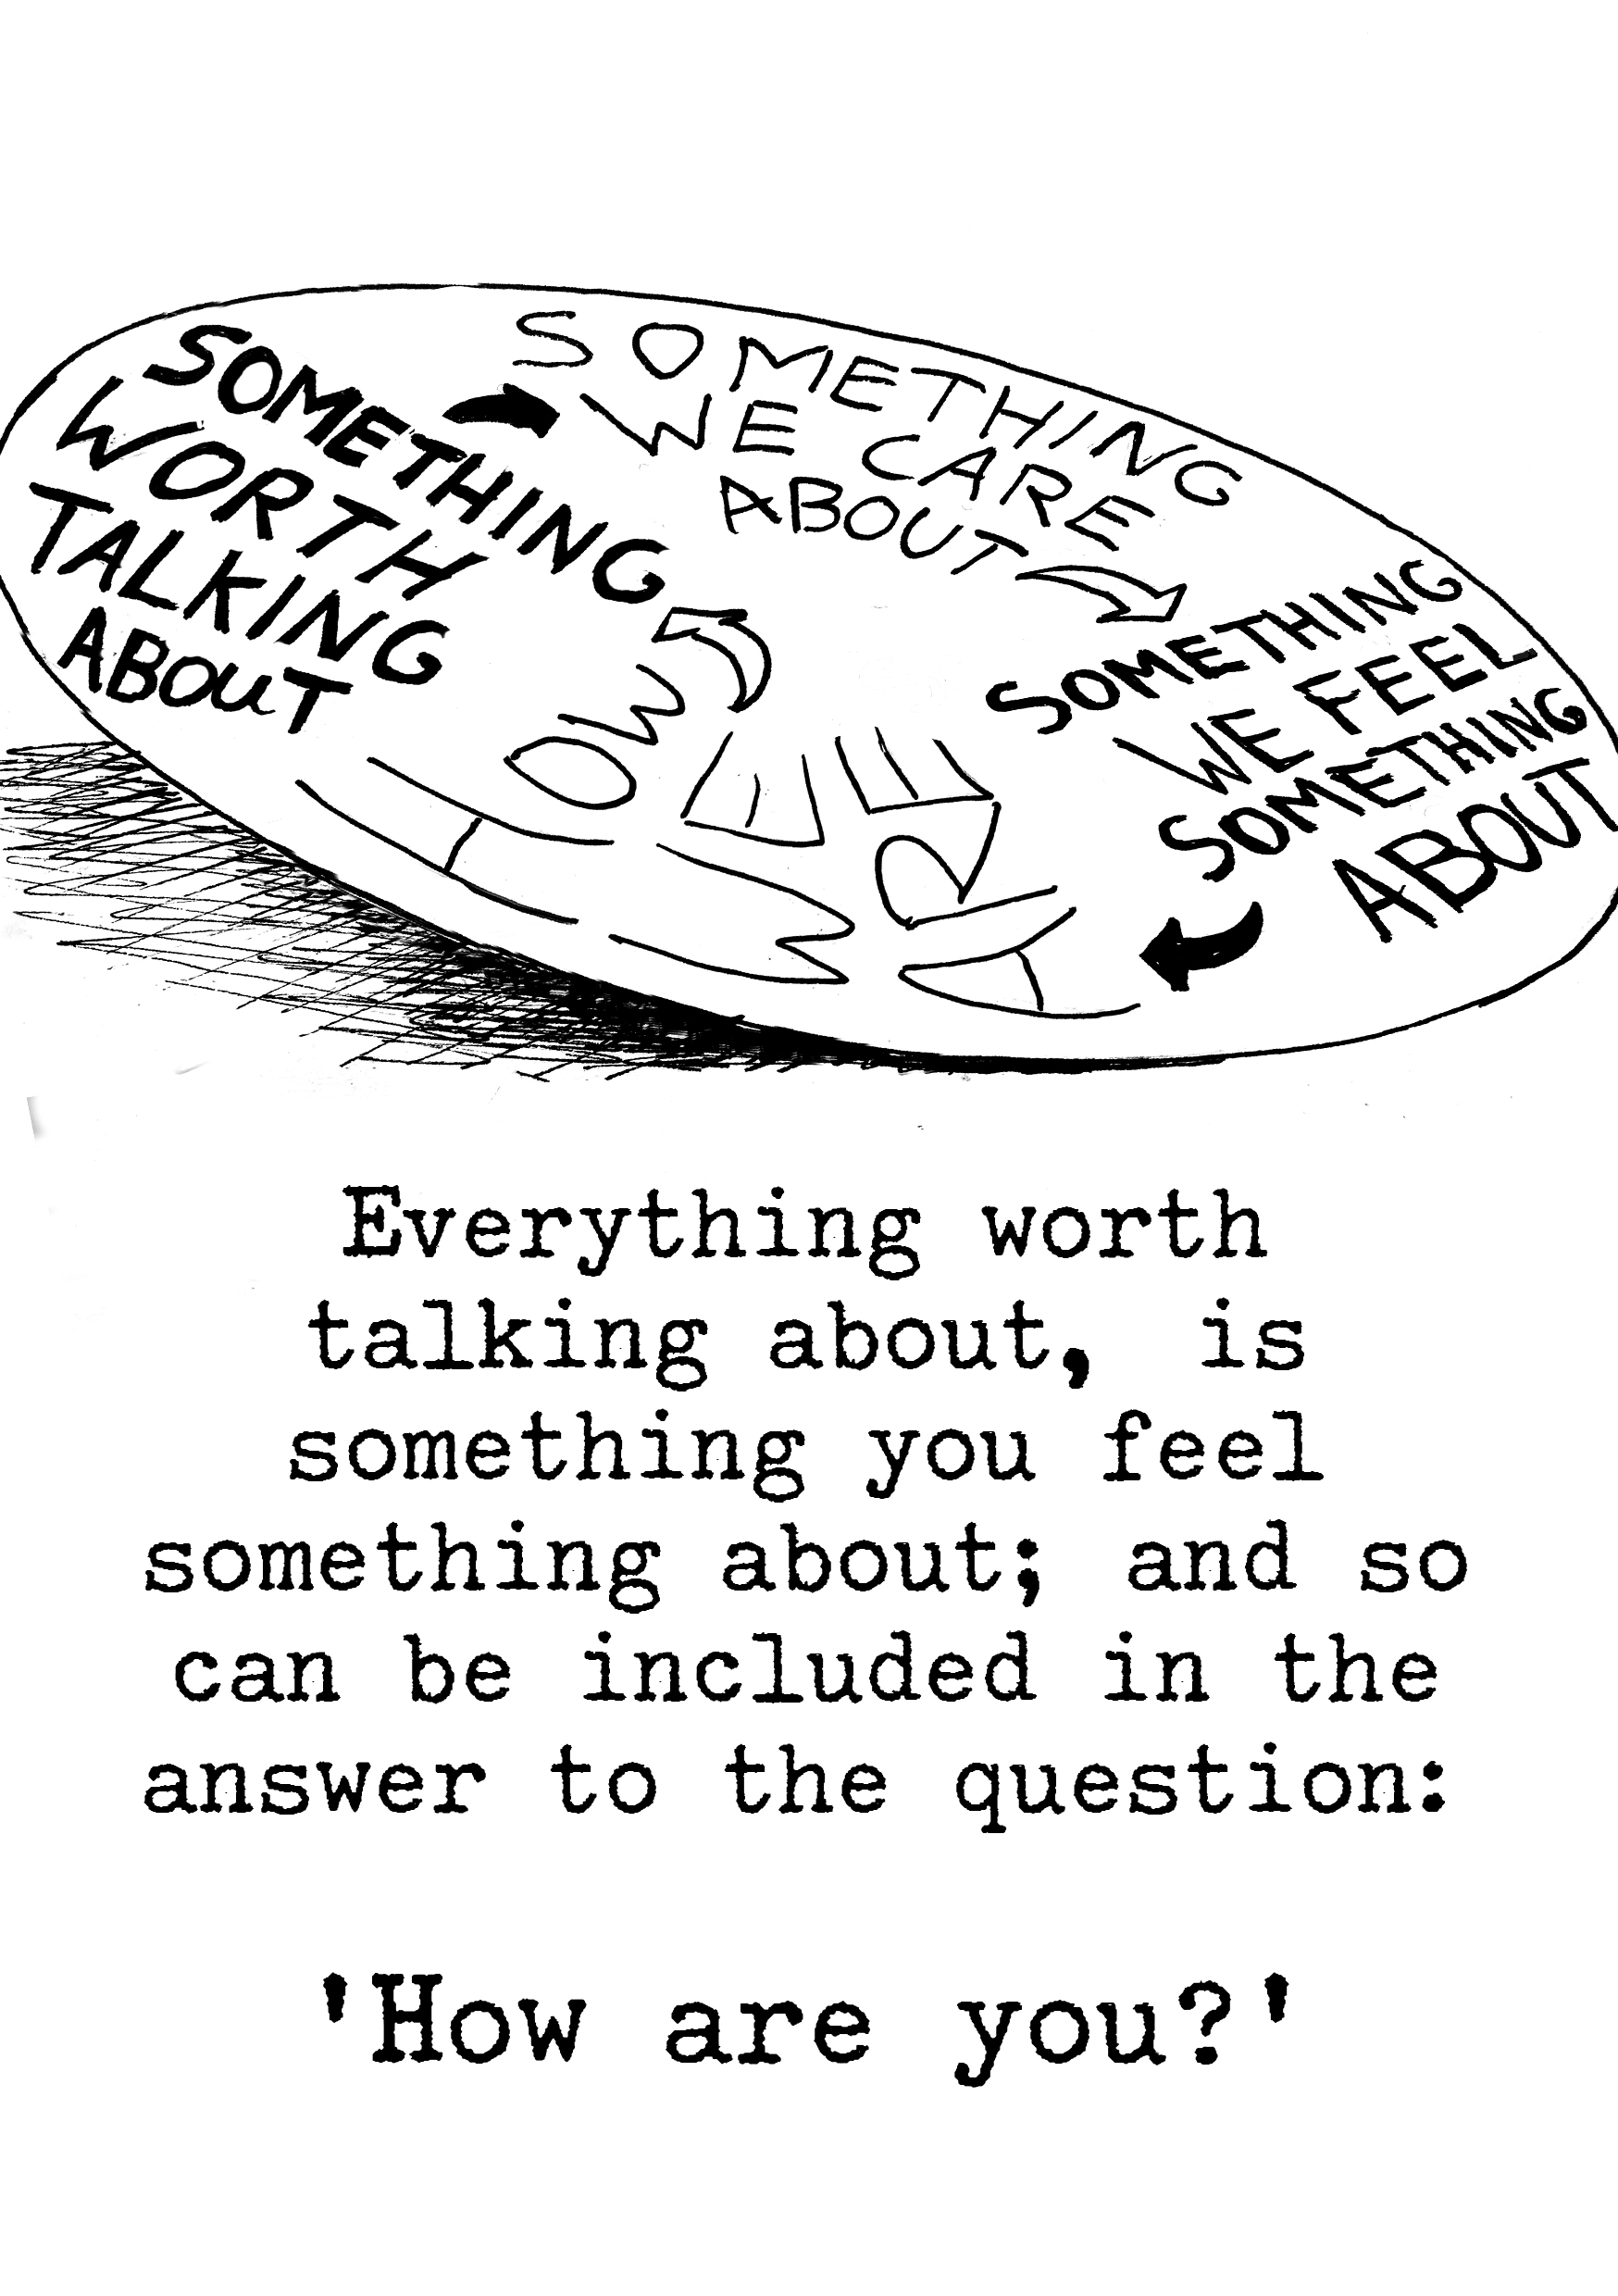 SOMETHING
WORTH
TALKING
ABOUT
SOMETHING
WE CARE
ABOUT
SOMETHING
WE FEEL
SOMETHING
ABOUT
HOW
WE
ARE
Everything worth
talking about, is
something you feel
something about; and so
can be included in the
answer to the question:
'How are you?'